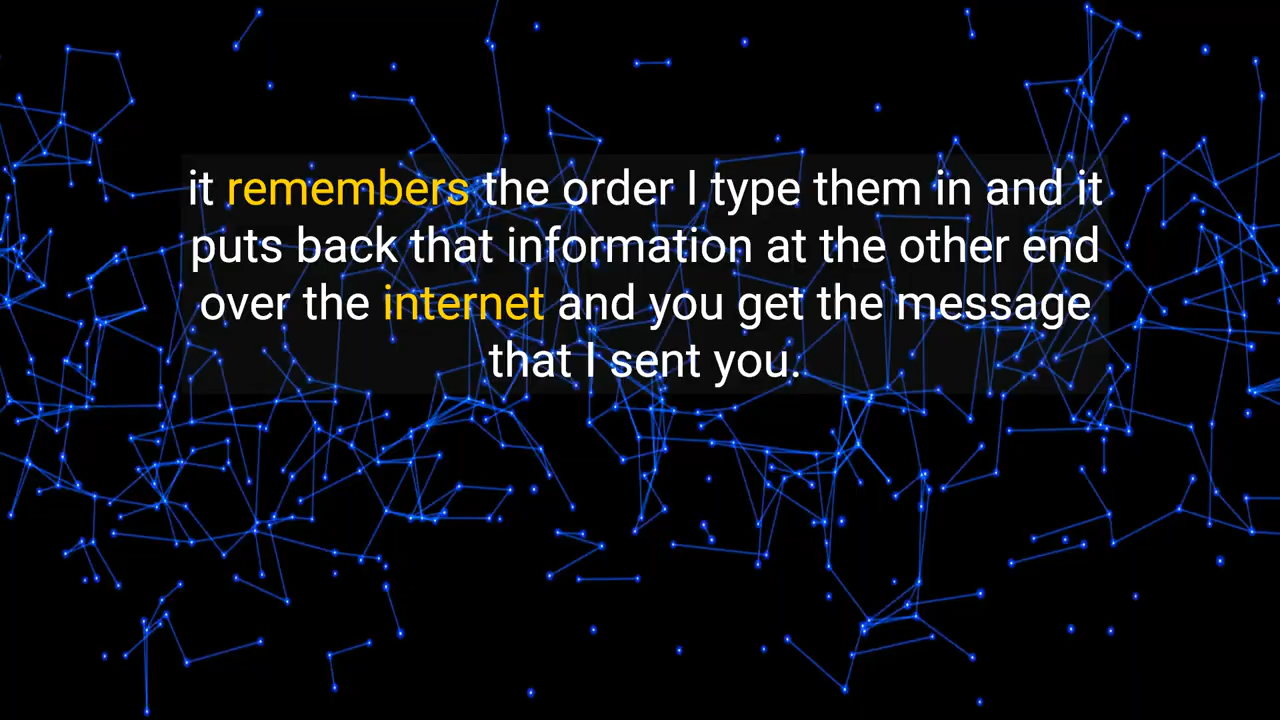 it remembers the order I type them in and it
puts back that information at the other end
over the internet and you get the message
that I sent you.